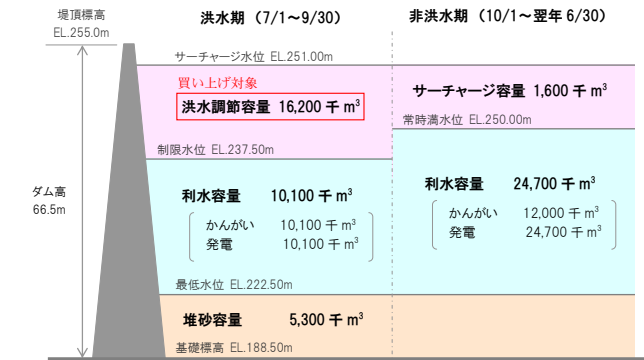 堤頂標高
EL.255.0m
洪水期（7/1～9/30）
非洪水期（10/1～翌年 6/30）
サーチャージ水位 EL.251.00m
買い上げ対象
洪水調節容量 16,200 千 m³
サーチャージ容量 1,600 千 m³
常時満水位 EL.250.00m
制限水位 EL.237.50m
ダム高
66.5m
利水容量 10,100 千 m³
かんがい 10,100 千 m³
発電 10,100 千 m³
利水容量 24,700 千 m³
かんがい 12,000 千 m³
発電 24,700 千 m³
最低水位 EL.222.50m
堆砂容量 5,300 千 m³
基礎標高 EL.188.50m